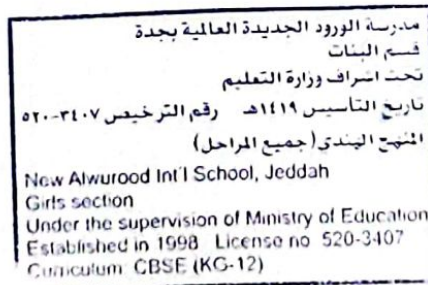 مدرسة الورود الجديدة العالمية بجدة
قسم البنات
تحت اشراف وزارة التعليم
تاريخ التأسيس ١٤١٩هـ رقم الترخيص ٣٤٠٧-٥٢٠
المنهج الهندي (جميع المراحل)
New Alwurood Int'l School, Jeddah
Girls section
Under the supervision of Ministry of Education
Established in 1998 License no 520-3407
Curriculum: CBSE (KG-12)